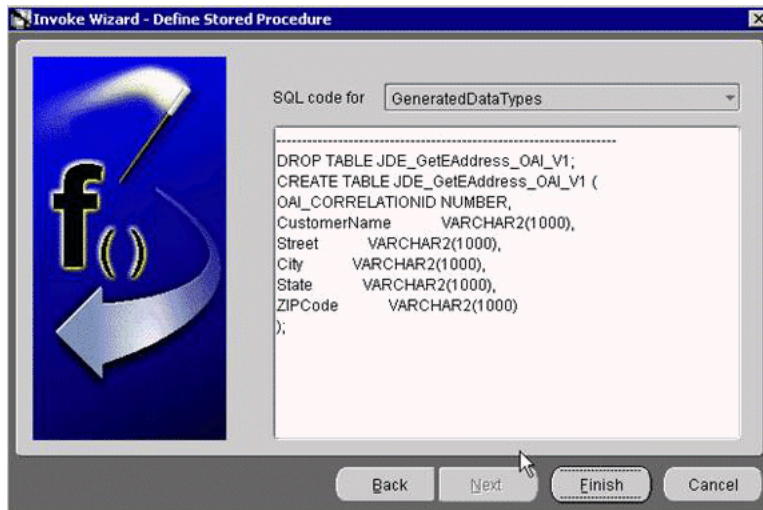 Invoke Wizard - Define Stored Procedure
SQL code for GeneratedDataTypes
------------------------------------------------------------------
DROP TABLE JDE_GetEAddress_OAI_V1;
CREATE TABLE JDE_GetEAddress_OAI_V1 (
OAI_CORRELATIONID NUMBER,
CustomerName VARCHAR2(1000),
Street VARCHAR2(1000),
City VARCHAR2(1000),
State VARCHAR2(1000),
ZIPCode VARCHAR2(1000)
);
f()
Back Next Finish Cancel